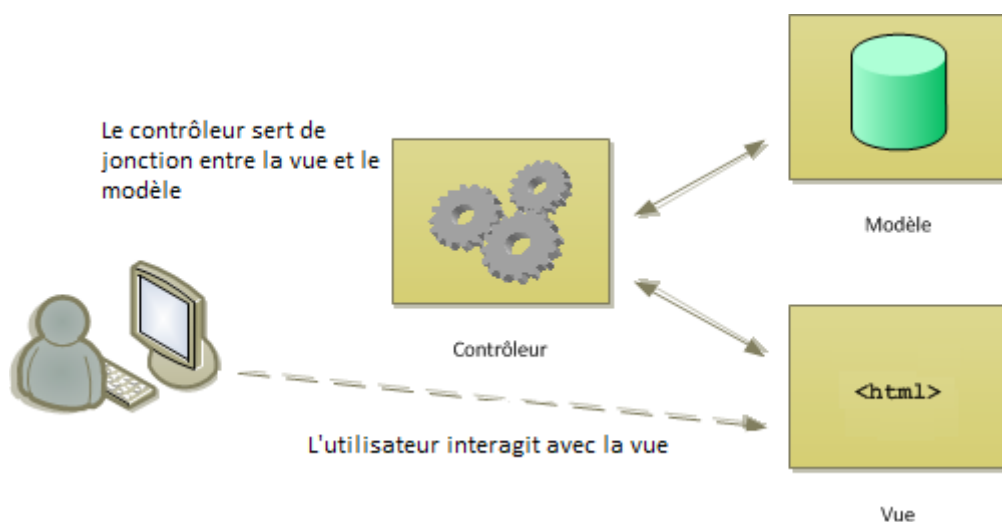 Le contrôleur sert de
jonction entre la vue et le
modèle
Modèle
Contrôleur
<html>
L'utilisateur interagit avec la vue
Vue